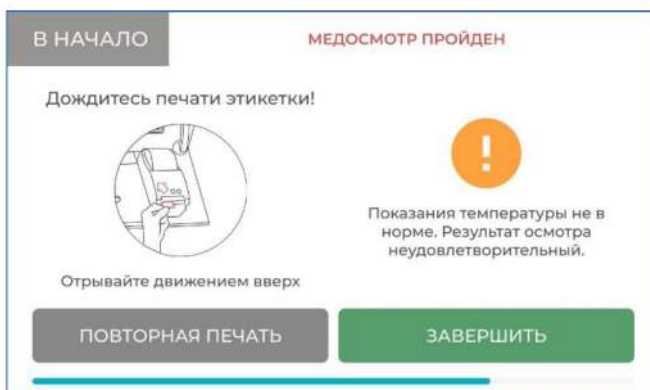 В НАЧАЛО
МЕДОСМОТР ПРОЙДЕН
Дождитесь печати этикетки!
Отрывайте движением вверх
Показания температуры не в
норме. Результат осмотра
неудовлетворительный.
ПОВТОРНАЯ ПЕЧАТЬ
ЗАВЕРШИТЬ